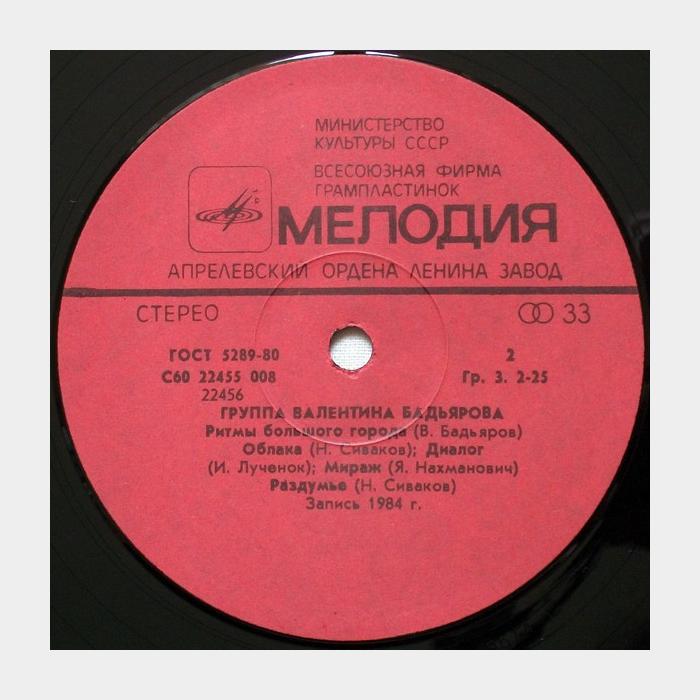 МИНИСТЕРСТВО
КУЛЬТУРЫ СССР
ВСЕСОЮЗНАЯ ФИРМА
ГРАМПЛАСТИНОК
МЕЛОДИЯ
АПРЕЛЕВСКИЙ ОРДЕНА ЛЕНИНА ЗАВОД
СТЕРЕО 33
ГОСТ 5289-80 2
С60 22455 008 Гр. 3. 2-25
22456
ГРУППА ВАЛЕНТИНА БАДЬЯРОВА
Ритмы большого города (В. Бадьяров)
Облака (Н. Сиваков); Диалог
(И. Лученок); Мираж (Я. Нахманович)
Раздумье (Н. Сиваков)
Запись 1984 г.